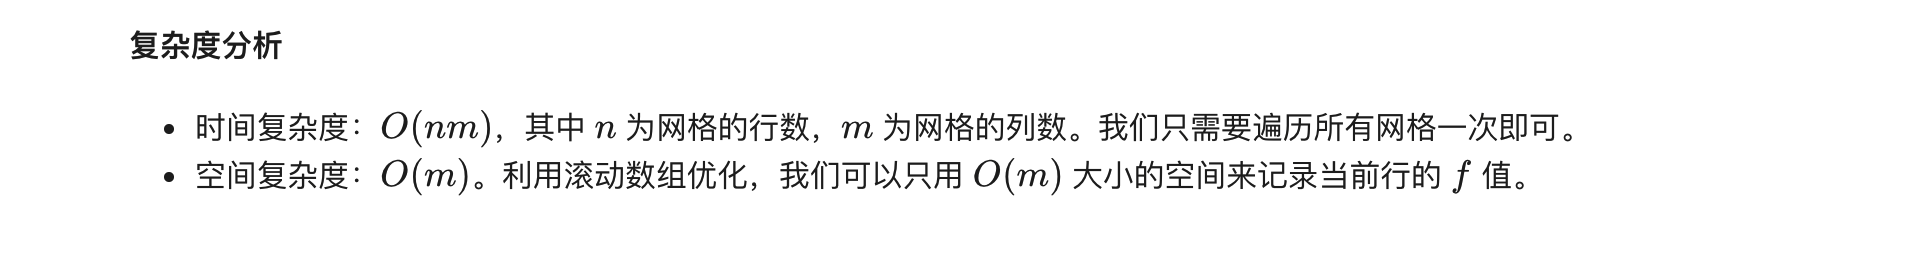 复杂度分析
• 时间复杂度：O(nm)，其中 n 为网格的行数，m 为网格的列数。我们只需要遍历所有网格一次即可。
• 空间复杂度：O(m)。利用滚动数组优化，我们可以只用 O(m) 大小的空间来记录当前行的 f 值。